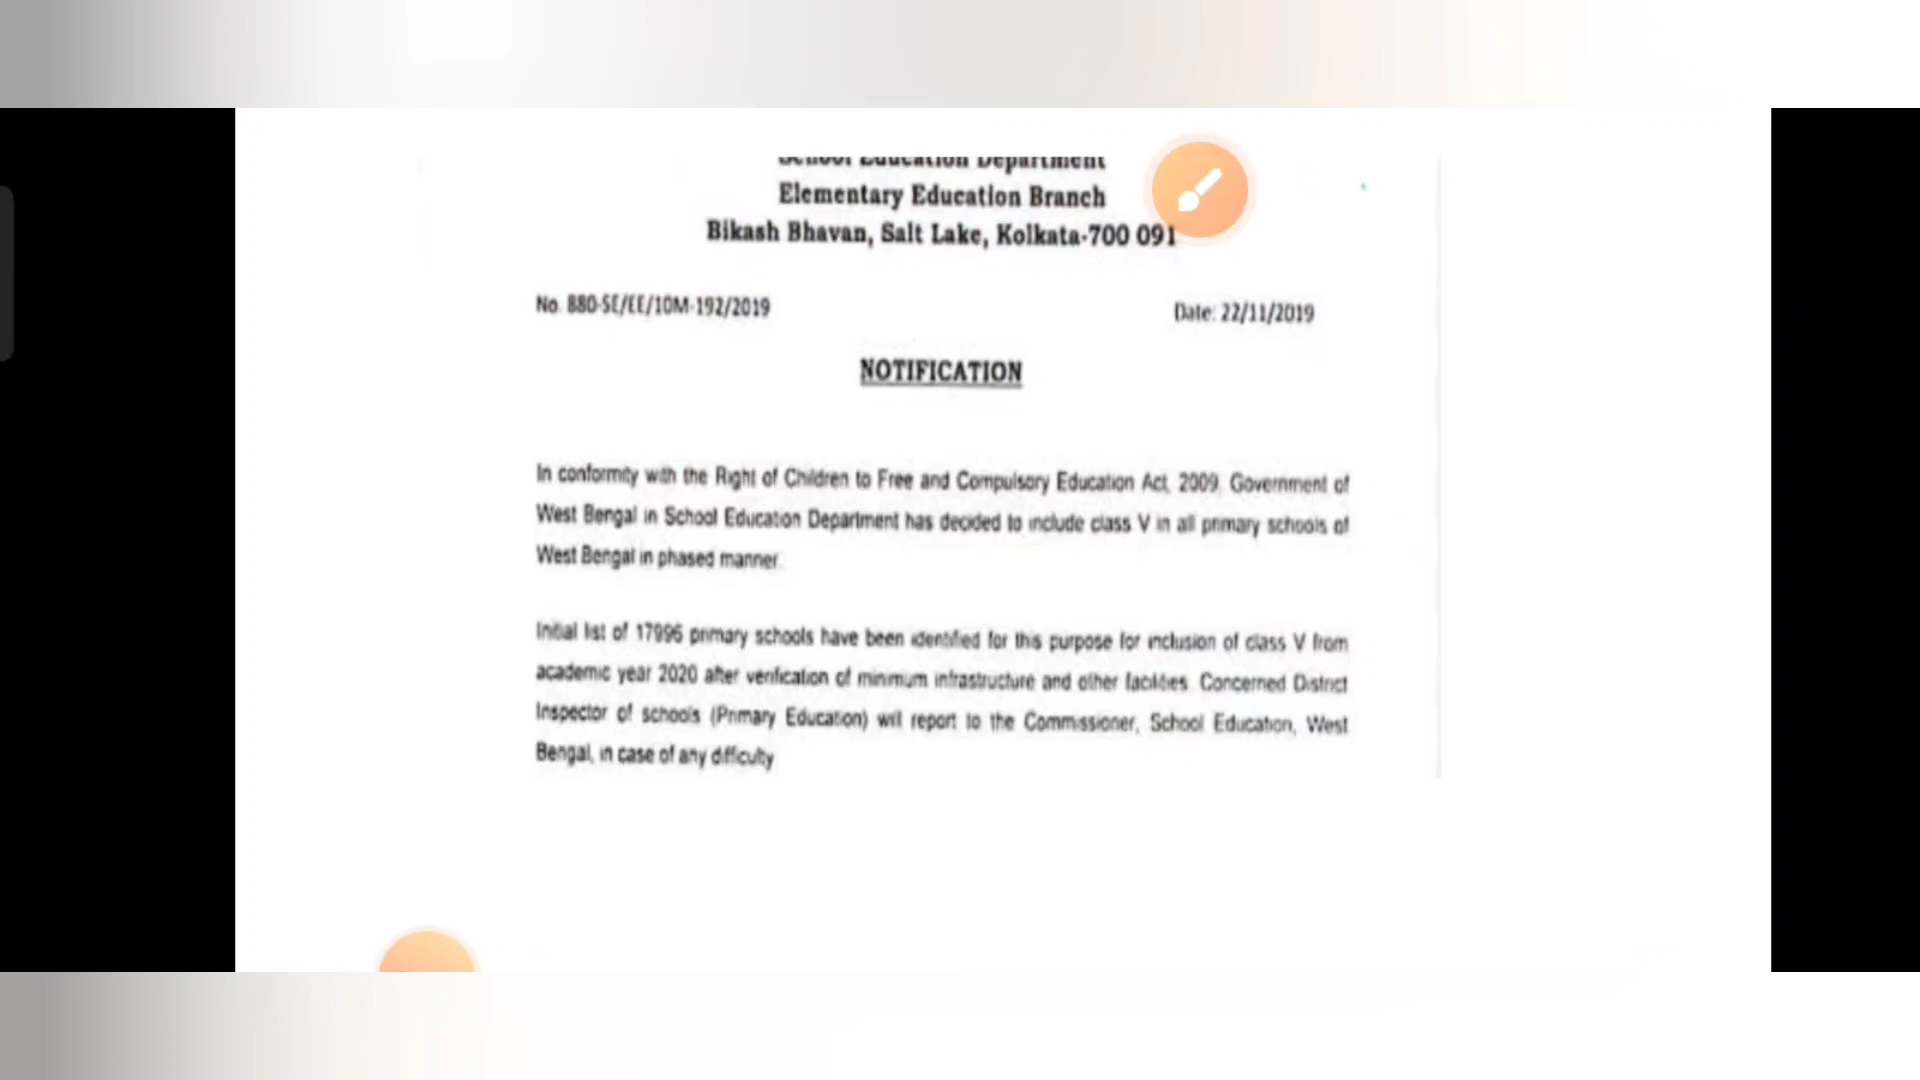 School Education Department
Elementary Education Branch
Bikash Bhavan, Salt Lake, Kolkata-700 091
No. 880-SE/EE/10M-192/2019
Date: 22/11/2019
NOTIFICATION
In conformity with the Right of Children to Free and Compulsory Education Act, 2009, Government of
West Bengal in School Education Department has decided to include class V in all primary schools of
West Bengal in phased manner.
Initial list of 17996 primary schools have been identified for this purpose for inclusion of class V from
academic year 2020 after verification of minimum infrastructure and other facilities. Concerned District
Inspector of schools (Primary Education) will report to the Commissioner, School Education, West
Bengal, in case of any difficulty